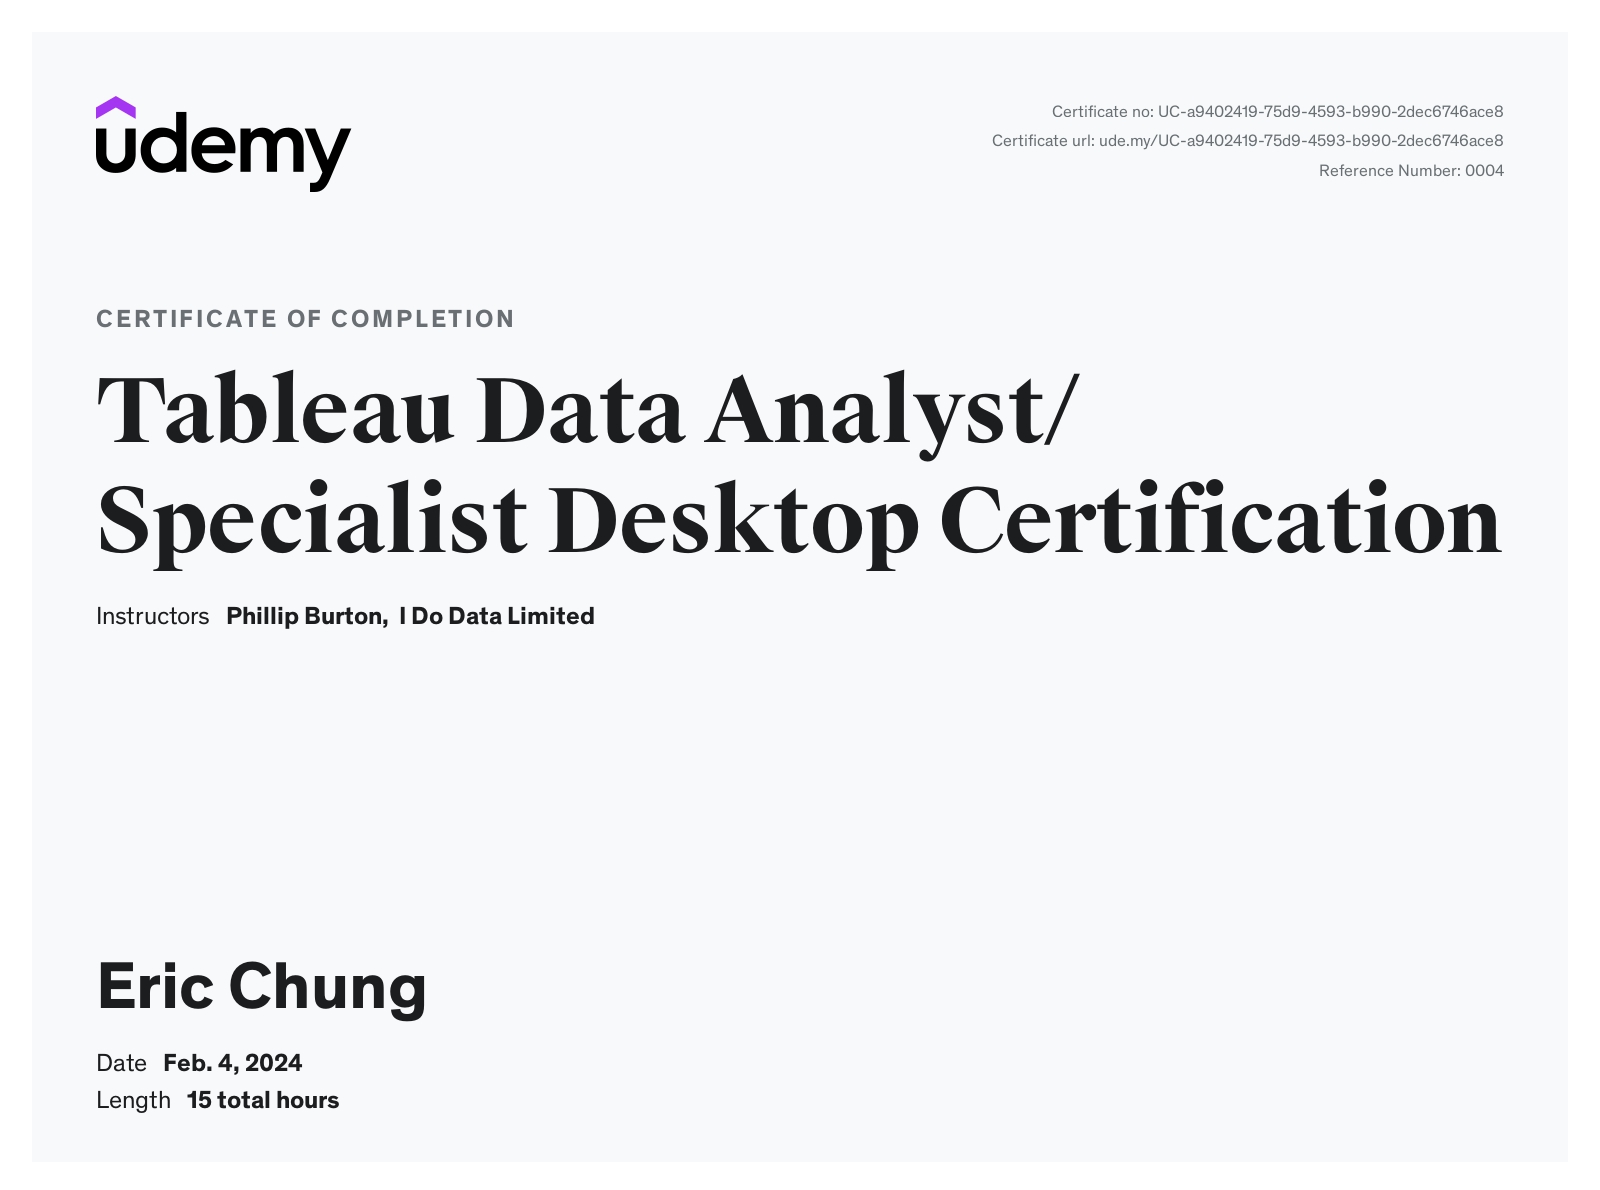 udemy
Certificate no: UC-a9402419-75d9-4593-b990-2dec6746ace8
Certificate url: ude.my/UC-a9402419-75d9-4593-b990-2dec6746ace8
Reference Number: 0004
CERTIFICATE OF COMPLETION
Tableau Data Analyst/
Specialist Desktop Certification
Instructors Phillip Burton, I Do Data Limited
Eric Chung
Date Feb. 4, 2024
Length 15 total hours